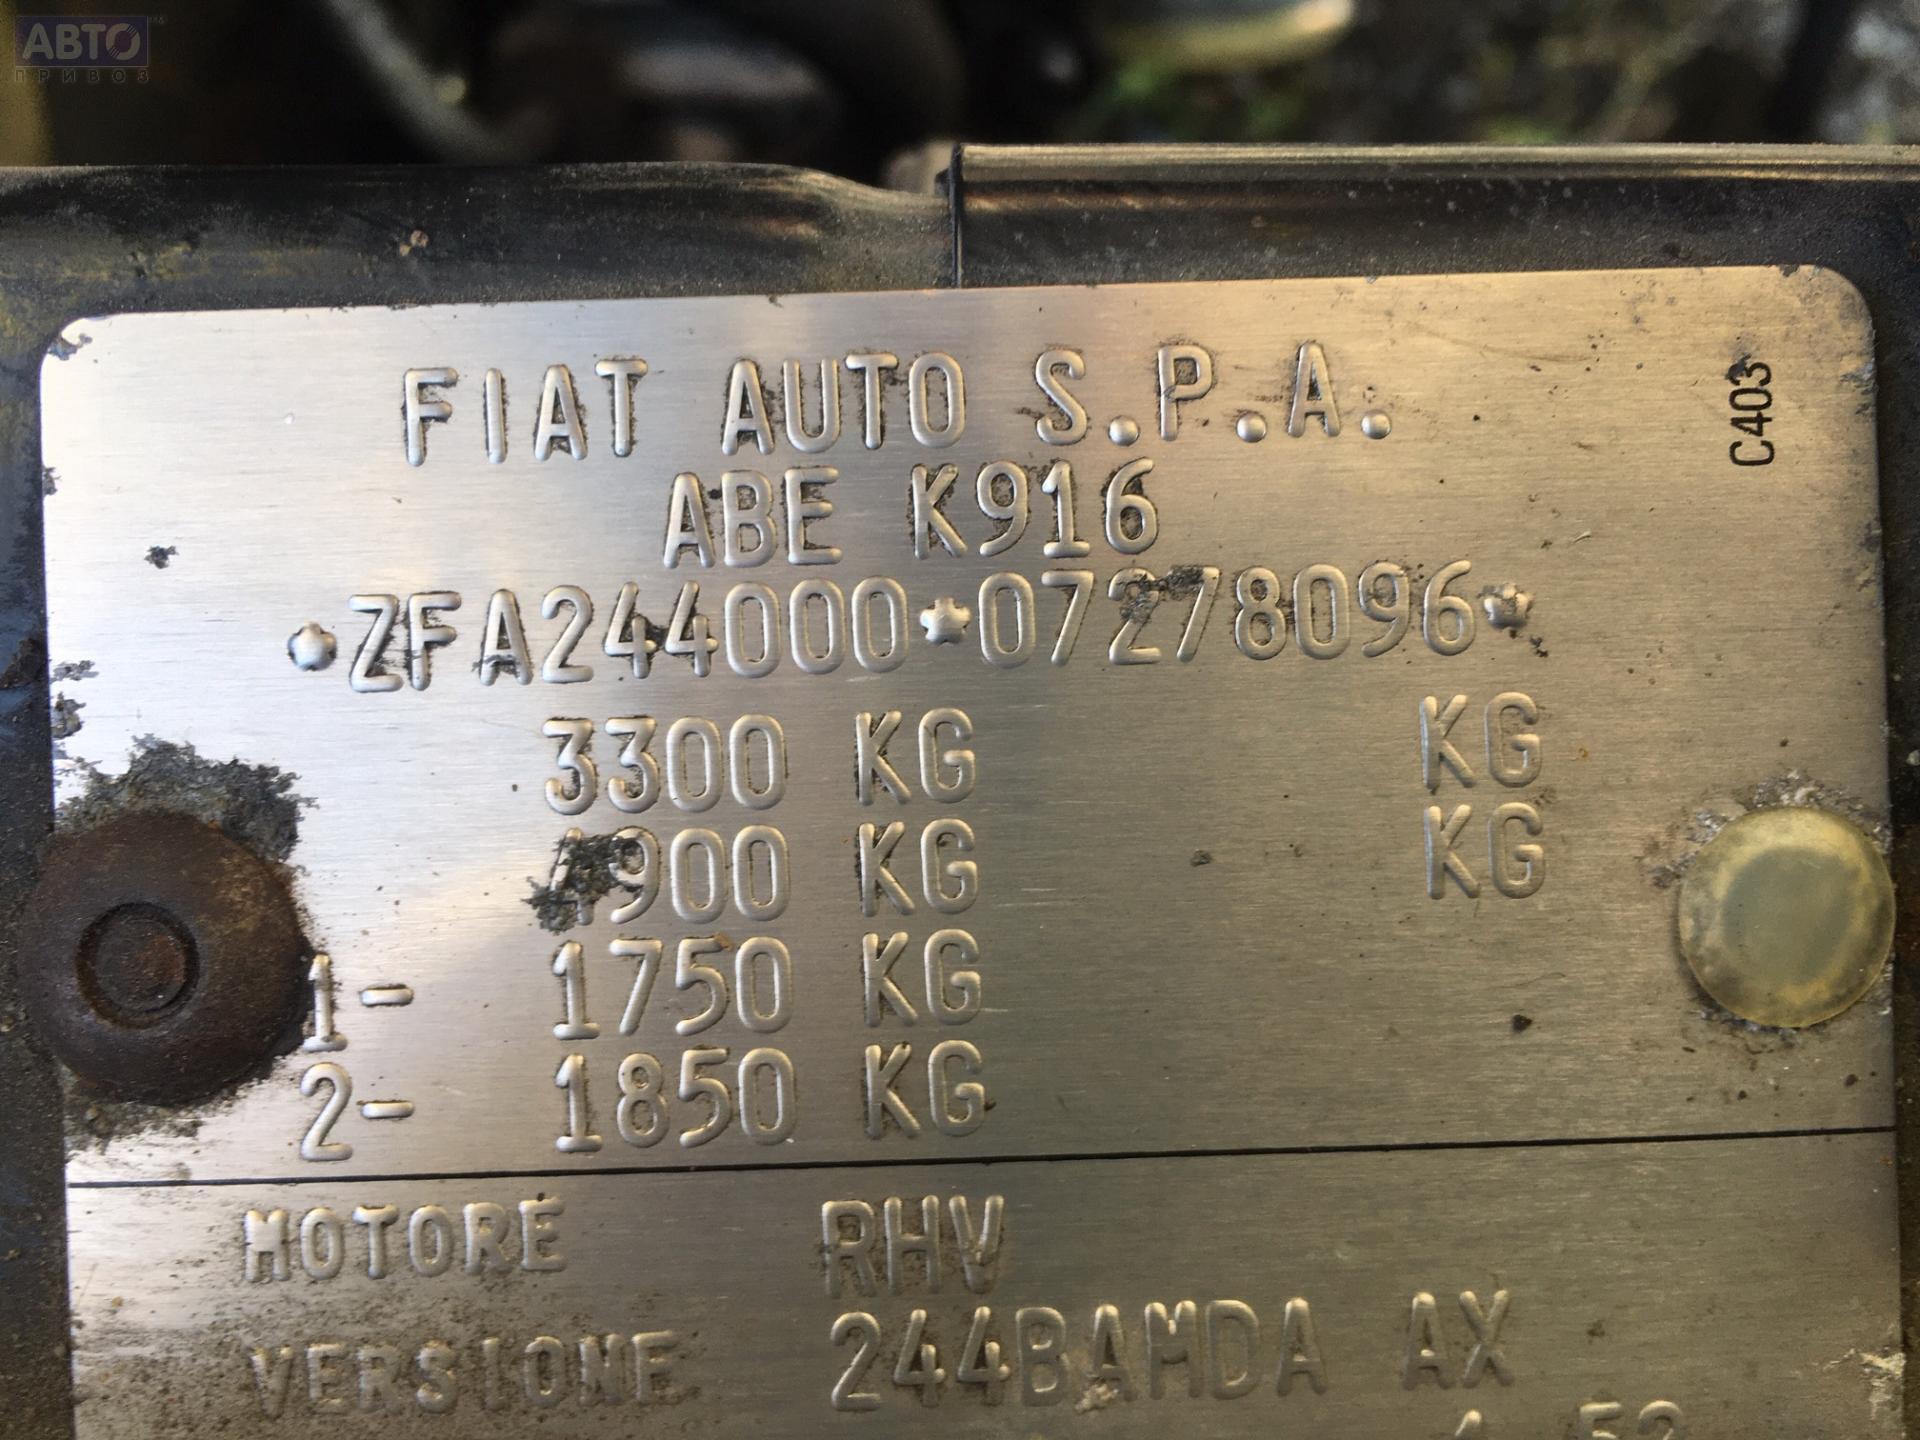 АВТО
ПРИВОЗ
FIAT AUTO S.P.A.
C403
ABE K916
*ZFA244000*07278096*
3300 KG KG
KG KG
1- 1750 KG
2- 1850 KG
MOTORE RHV
VERSIONE 244BAMDA AX